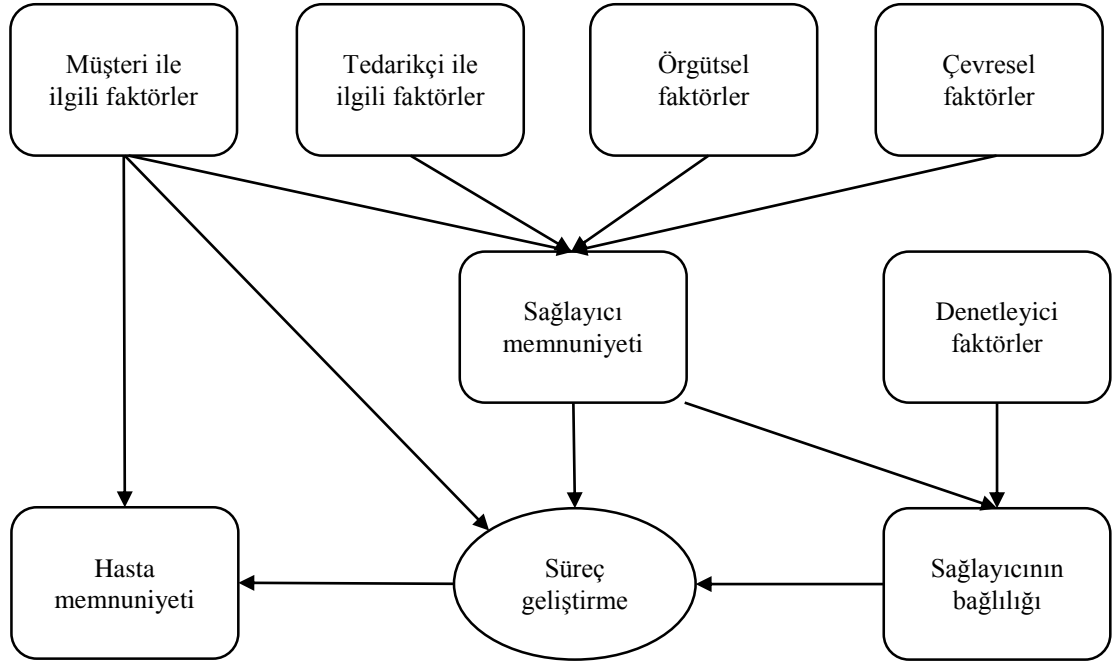 Müşteri ile
ilgili faktörler
Tedarikçi ile
ilgili faktörler
Örgütsel
faktörler
Çevresel
faktörler
Sağlayıcı
memnuniyeti
Denetleyici
faktörler
Hasta
memnuniyeti
Süreç
geliştirme
Sağlayıcının
bağlılığı